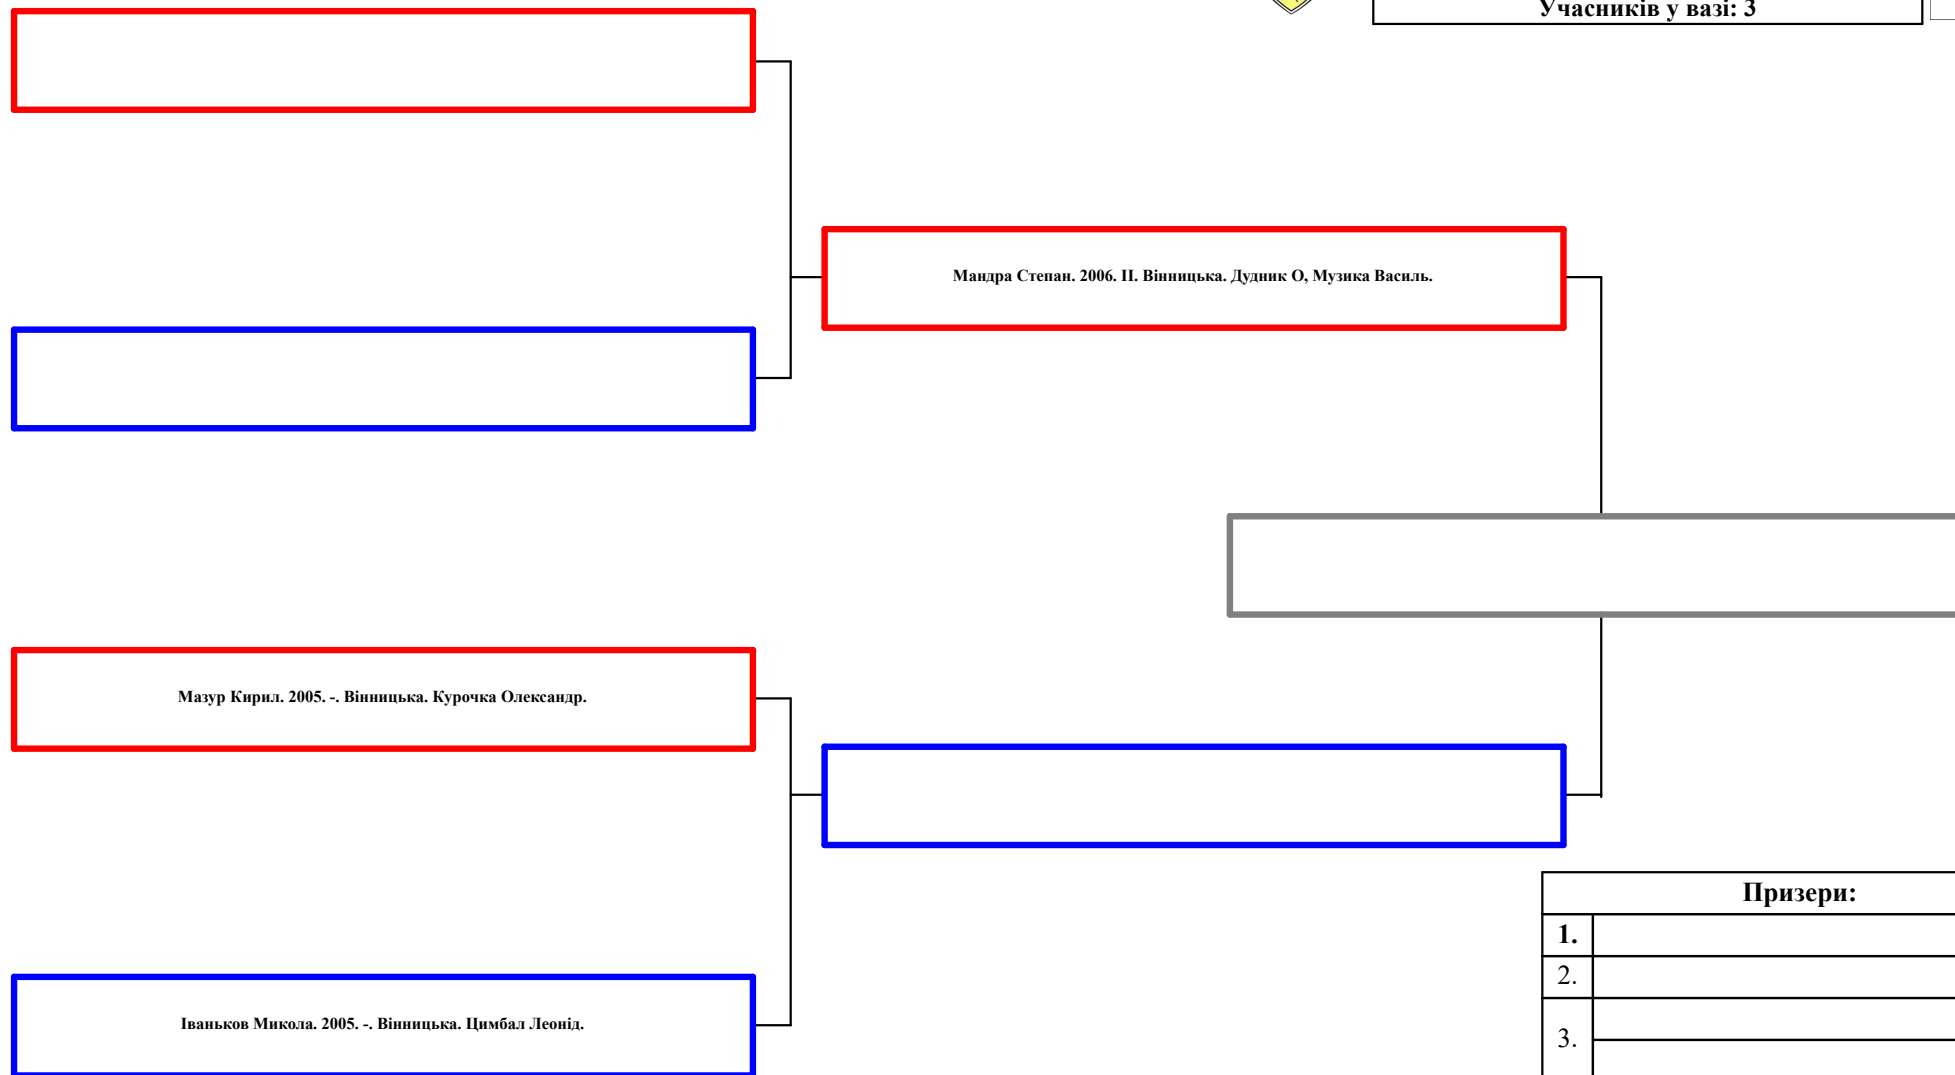 Учасників у вазі: 3
Мандра Степан. 2006. II. Вінницька. Дудник О, Музика Василь.
Мазур Кирил. 2005. -. Вінницька. Курочка Олександр.
Іваньков Микола. 2005. -. Вінницька. Цимбал Леонід.
Призери:
1.
2.
3.